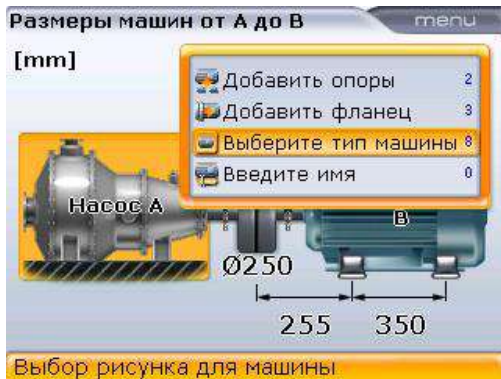 Размеры машин от А до В
menu
[mm]
Добавить опоры 2
Добавить фланец 3
Выберите тип машины 8
Введите имя 0
Насос А
В
Ø250
255 350
Выбор рисунка для машины